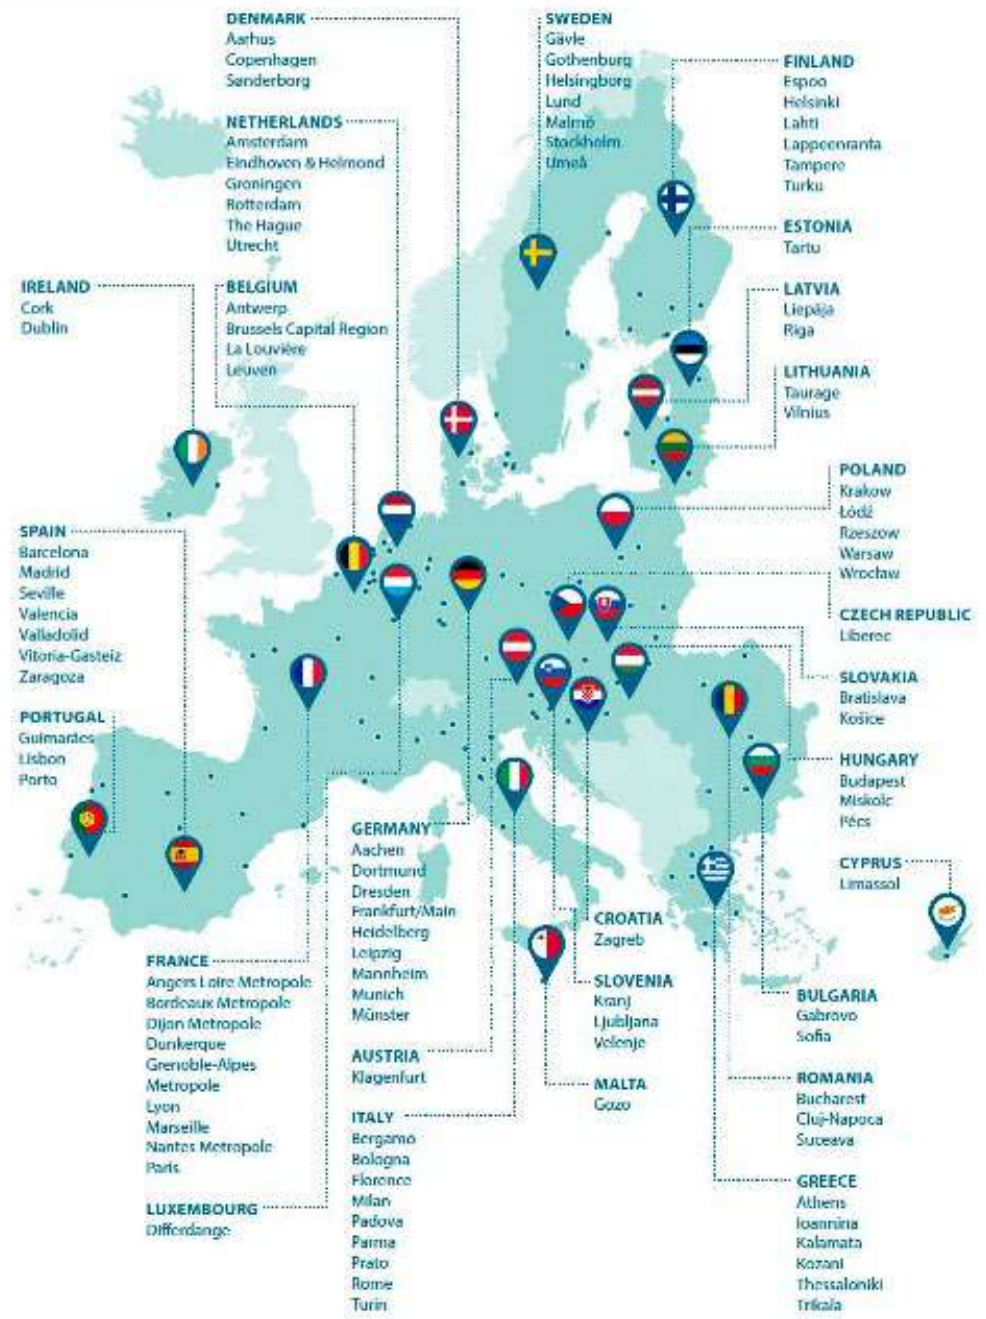 DENMARK
Aarhus
Copenhagen
Sønderborg
SWEDEN
Gävle
Gothenburg
Helsingborg
Lund
Malmö
Stockholm
Umeå
FINLAND
Espoo
Helsinki
Lahti
Lappeenranta
Tampere
Turku
NETHERLANDS
Amsterdam
Eindhoven & Helmond
Groningen
Rotterdam
The Hague
Utrecht
ESTONIA
Tartu
IRELAND
Cork
Dublin
BELGIUM
Antwerp
Brussels Capital Region
La Louvière
Leuven
LATVIA
Liepāja
Riga
LITHUANIA
Taurage
Vilnius
POLAND
Krakow
Łódź
Rzeszow
Warsaw
Wrocław
SPAIN
Barcelona
Madrid
Seville
Valencia
Valladolid
Vitoria-Gasteiz
Zaragoza
CZECH REPUBLIC
Liberec
SLOVAKIA
Bratislava
Košice
PORTUGAL
Guimarães
Lisbon
Porto
HUNGARY
Budapest
Miskolc
Pécs
GERMANY
Aachen
Dortmund
Dresden
Frankfurt/Main
Heidelberg
Leipzig
Mannheim
Munich
Münster
CYPRUS
Limassol
CROATIA
Zagreb
FRANCE
Angers Loire Metropole
Bordeaux Metropole
Dijon Metropole
Dunkerque
Grenoble-Alpes
Metropole
Lyon
Marseille
Nantes Metropole
Paris
SLOVENIA
Kranj
Ljubljana
Velenje
BULGARIA
Gabrovo
Sofia
AUSTRIA
Klagenfurt
MALTA
Gozo
ROMANIA
Bucharest
Cluj-Napoca
Suceava
ITALY
Bergamo
Bologna
Florence
Milan
Padova
Parma
Prato
Rome
Turin
GREECE
Athens
Ioannina
Kalamata
Kozani
Thessaloniki
Trikala
LUXEMBOURG
Differdange